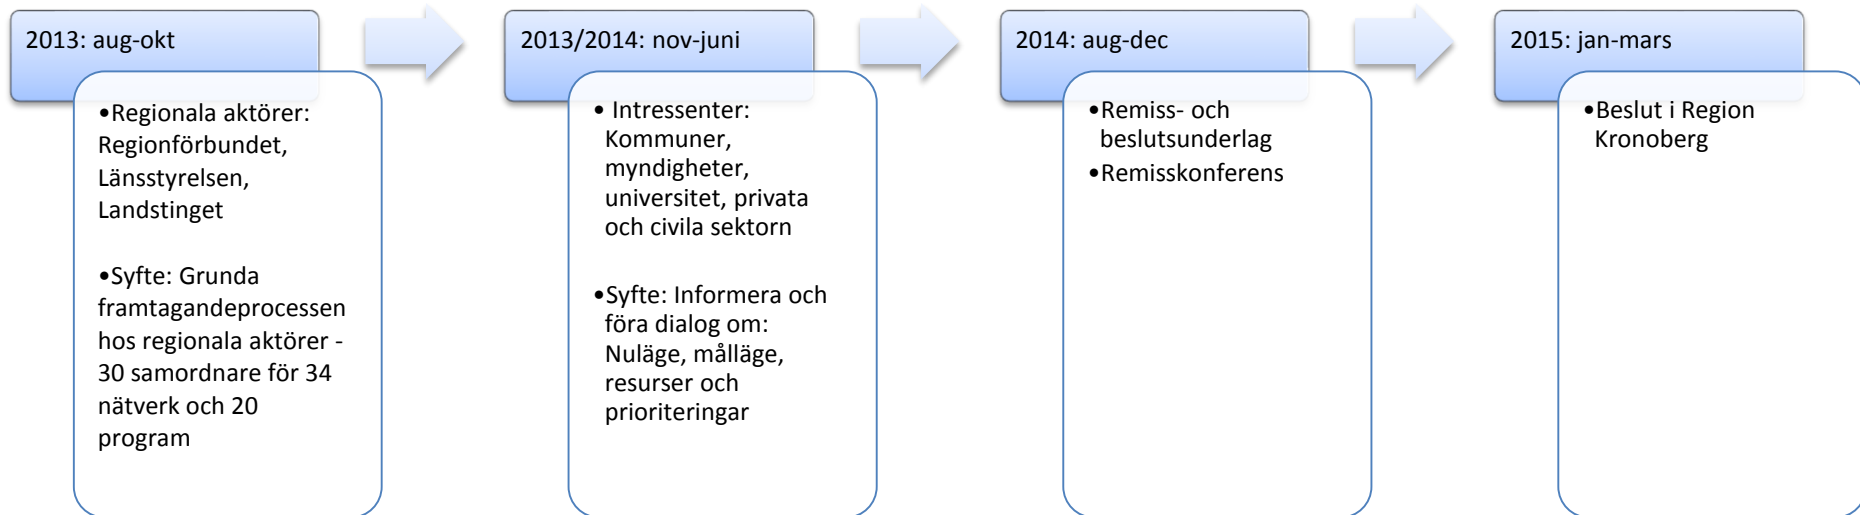 2013: aug-okt
•Regionala aktörer:
Regionförbundet,
Länsstyrelsen,
Landstinget
•Syfte: Grunda
framtagandeprocessen
hos regionala aktörer -
30 samordnare för 34
nätverk och 20
program
2013/2014: nov-juni
• Intressenter:
Kommuner,
myndigheter,
universitet, privata
och civila sektorn
•Syfte: Informera och
föra dialog om:
Nuläge, målläge,
resurser och
prioriteringar
2014: aug-dec
•Remiss- och
beslutsunderlag
•Remisskonferens
2015: jan-mars
•Beslut i Region
Kronoberg